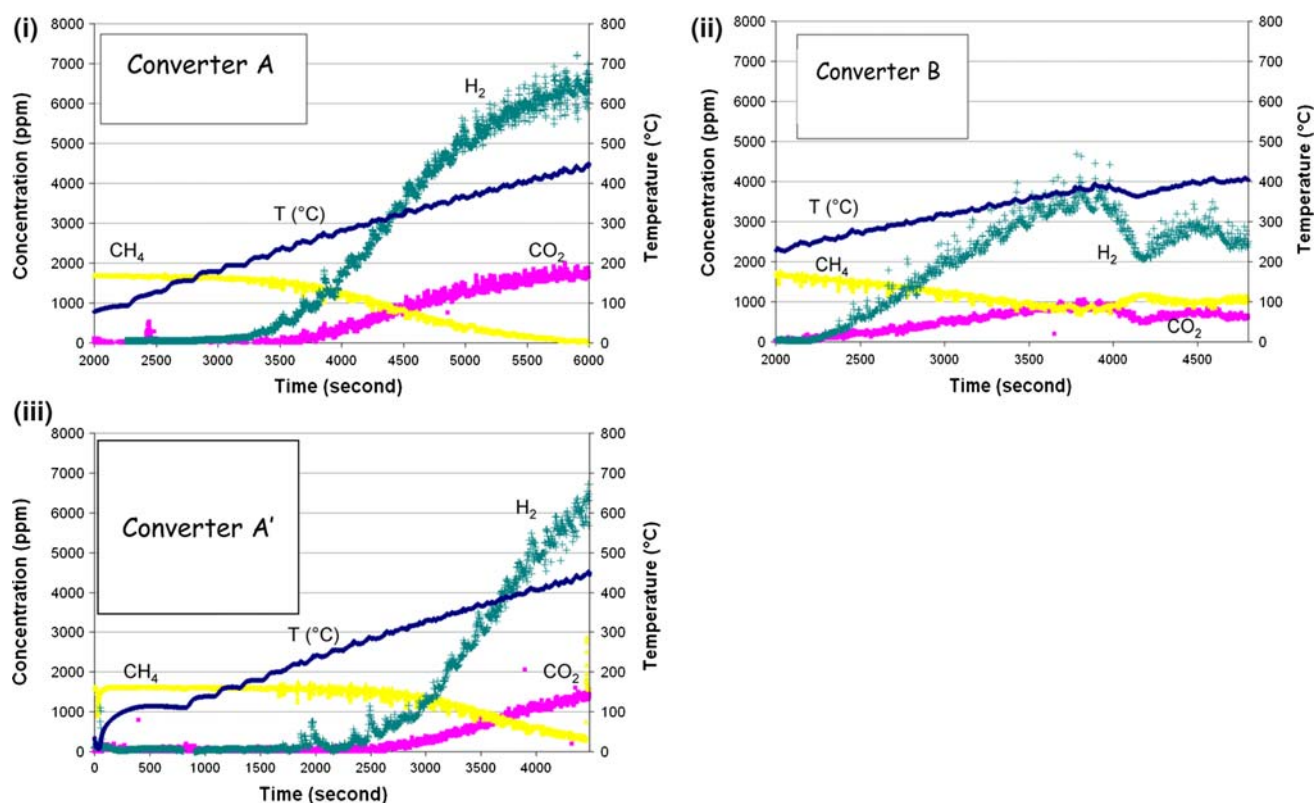 (i)
Converter A
Concentration (ppm)
8000
7000
6000
5000
4000
3000
2000
1000
0
800
700
600
500
400
300
200
100
0
Temperature (°C)
H2
T (°C)
CH4
CO2
2000 2500 3000 3500 4000 4500 5000 5500 6000
Time (second)
(ii)
Converter B
Concentration (ppm)
8000
7000
6000
5000
4000
3000
2000
1000
0
800
700
600
500
400
300
200
100
0
Temperature (°C)
T (°C)
CH4
H2
CO2
2000 2500 3000 3500 4000 4500
Time (second)
(iii)
Converter A'
Concentration (ppm)
8000
7000
6000
5000
4000
3000
2000
1000
0
800
700
600
500
400
300
200
100
0
Temperature (°C)
H2
T (°C)
CH4
CO2
0 500 1000 1500 2000 2500 3000 3500 4000
Time (second)